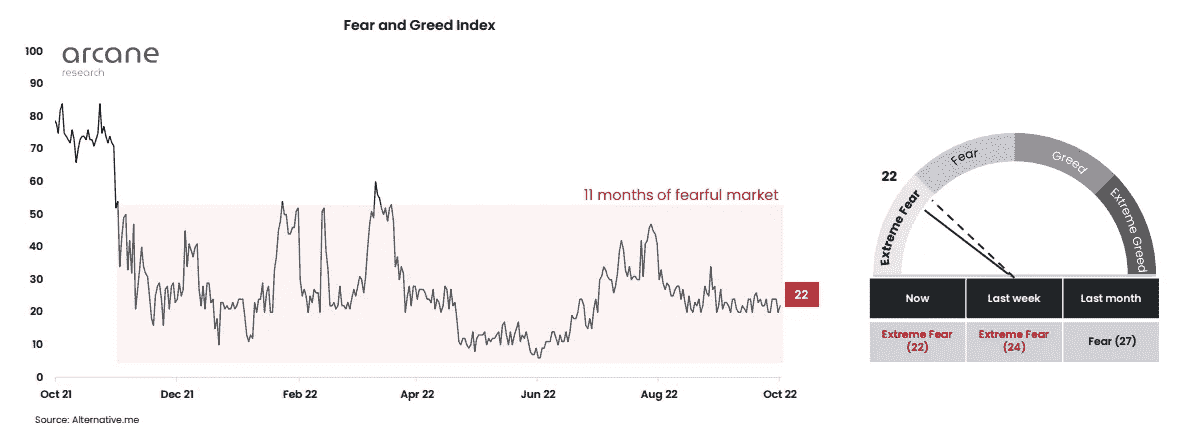 Fear and Greed Index
arcane
research
100
90
80
70
60
50
40
30
20
10
0
11 months of fearful market
22
Oct 21
Dec 21
Feb 22
Apr 22
Jun 22
Aug 22
Oct 22
Source: Alternative.me
22
Extreme Fear
Fear
Greed
Extreme Greed
Now
Last week
Last month
Extreme Fear
(22)
Extreme Fear
(24)
Fear (27)